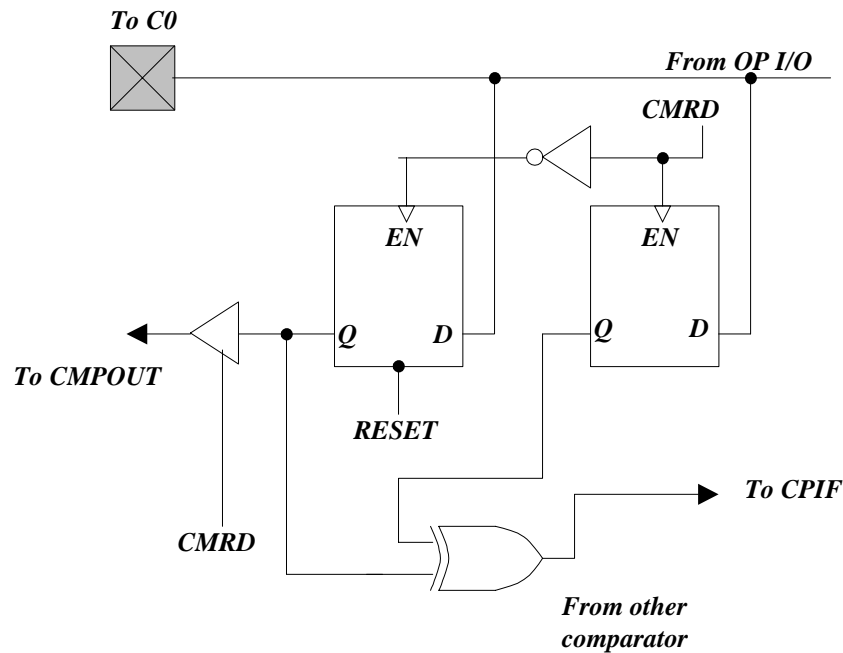 To C0
From OP I/O
CMRD
EN
EN
Q
D
Q
D
To CMPOUT
RESET
To CPIF
CMRD
From other
comparator